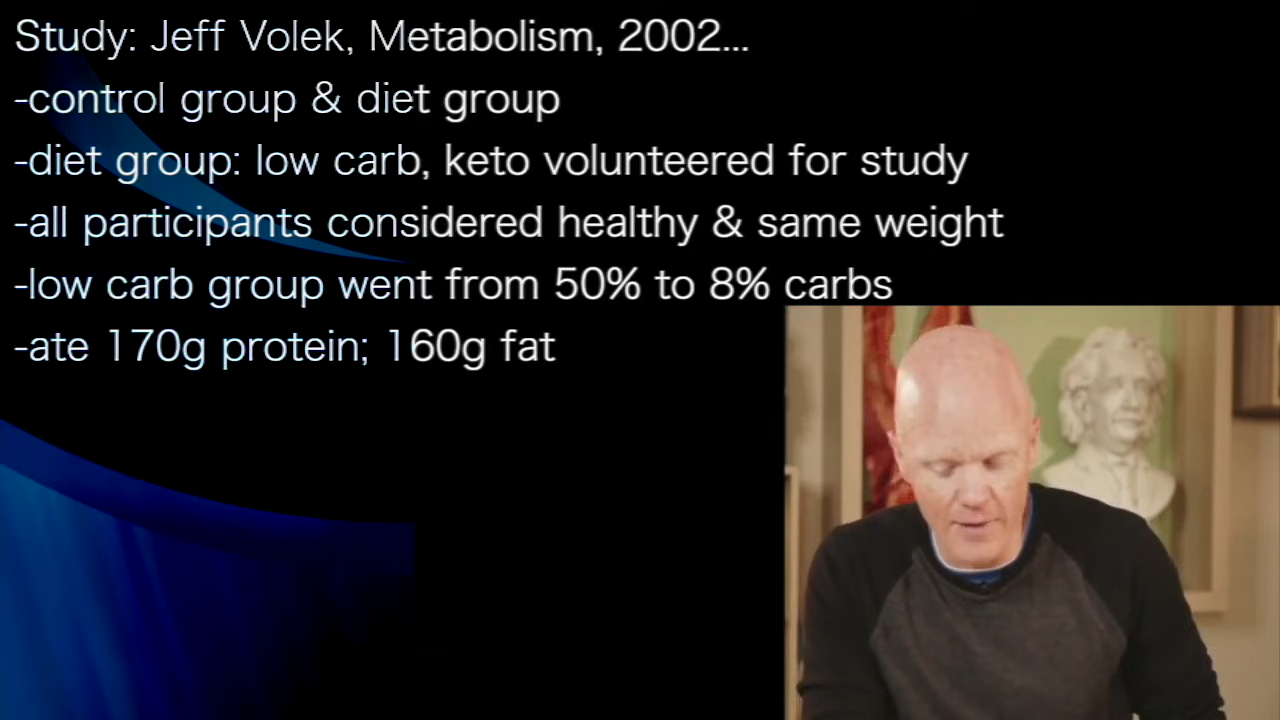 Study: Jeff Volek, Metabolism, 2002...
-control group & diet group
-diet group: low carb, keto volunteered for study
-all participants considered healthy & same weight
-low carb group went from 50% to 8% carbs
-ate 170g protein; 160g fat